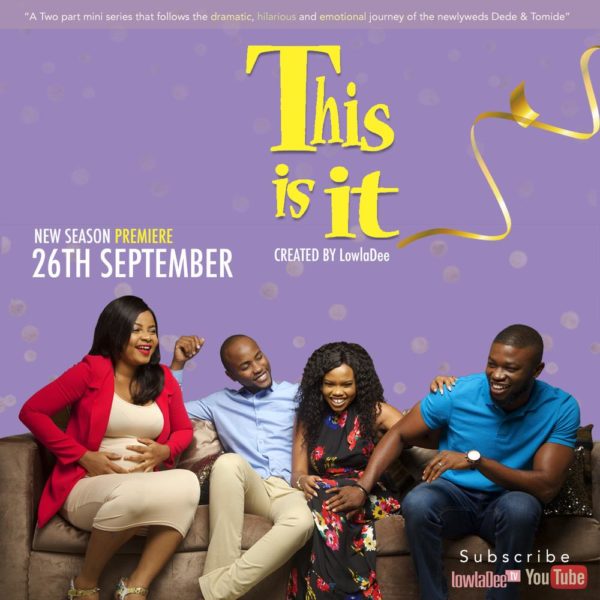 "A Two part mini series that follows the dramatic, hilarious and emotional journey of the newlyweds Dede & Tomide"
This
is it
CREATED BY LowlaDee
NEW SEASON PREMIERE
26TH SEPTEMBER
Subscribe
lowlaDee tv YouTube